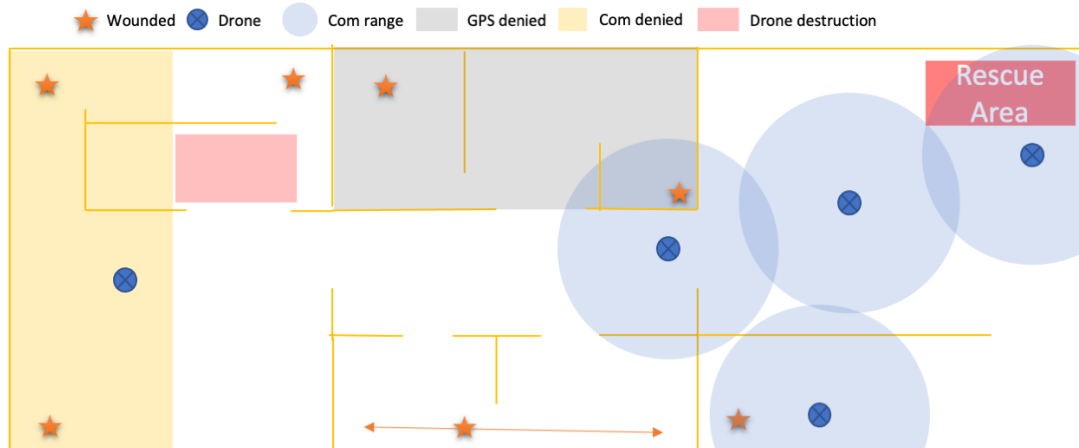 Wounded Drone Com range GPS denied Com denied Drone destruction
Rescue
Area